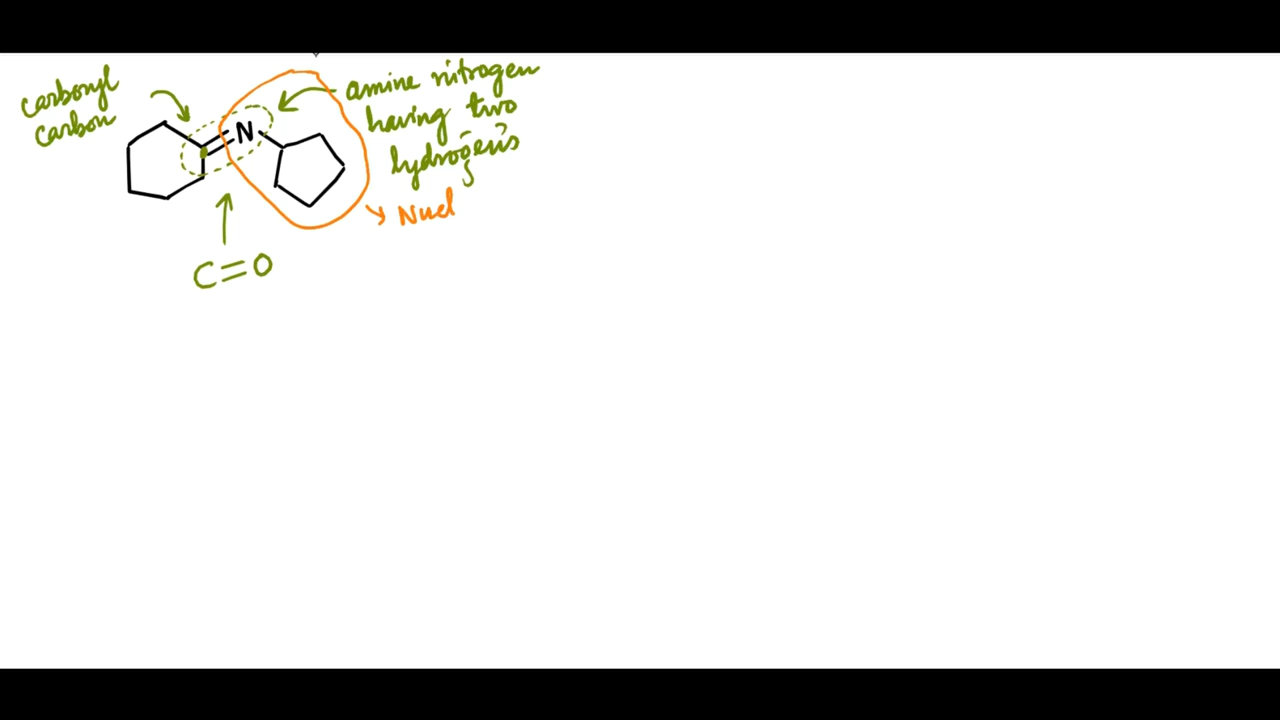 carbonyl
carbon
N
amine nitrogen
having two
hydrogens
Nucl
C=O